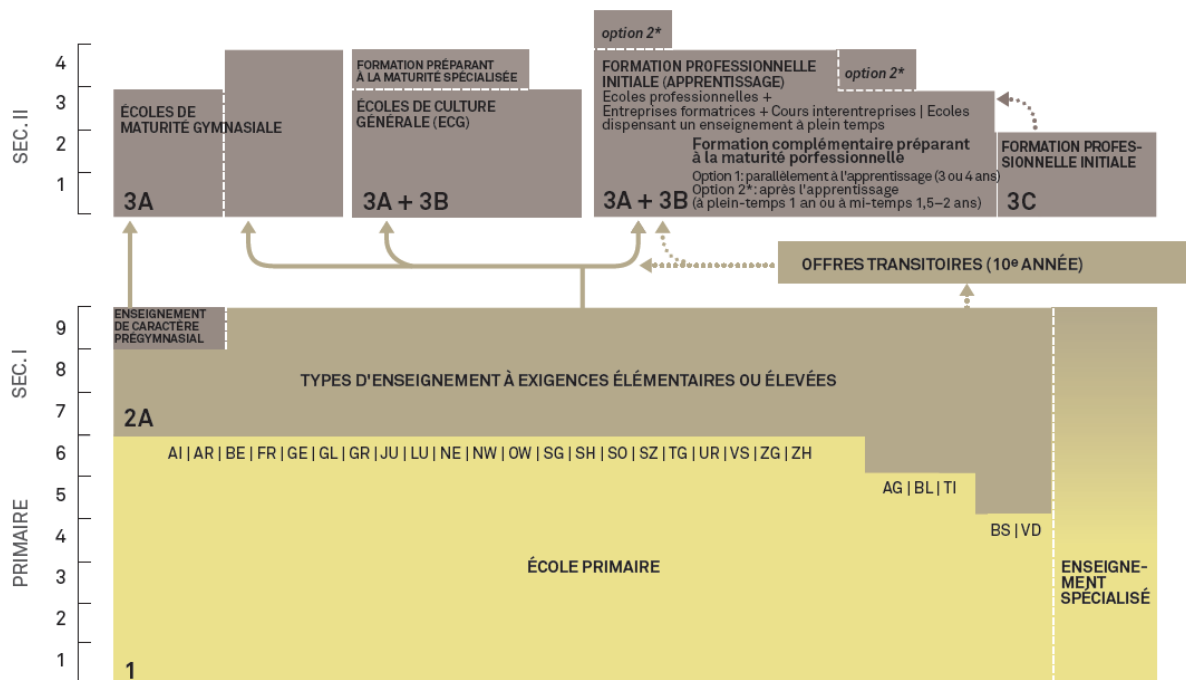 option 2*
SEC. II
4
3
2
1
ÉCOLES DE
MATURITÉ GYMNASIALE
3A
FORMATION PRÉPARANT
À LA MATURITÉ SPÉCIALISÉE
ÉCOLES DE CULTURE
GÉNÉRALE (ECG)
3A + 3B
FORMATION PROFESSIONNELLE
INITIALE (APPRENTISSAGE)
Ecoles professionnelles +
Entreprises formatrices + Cours interentreprises | Ecoles
dispensant un enseignement à plein temps
option 2*
Formation complémentaire préparant
à la maturité porfessionnelle
Option 1: parallèlement à l'apprentissage (3 ou 4 ans)
Option 2*: après l'apprentissage
(à plein-temps 1 an ou à mi-temps 1,5–2 ans)
3A + 3B
FORMATION PROFES-
SIONNELLE INITIALE
3C
OFFRES TRANSITOIRES (10e ANNÉE)
SEC. I
9
8
7
ENSEIGNEMENT
DE CARACTÈRE
PRÉGYMNASIAL
TYPES D'ENSEIGNEMENT À EXIGENCES ÉLÉMENTAIRES OU ÉLEVÉES
2A
PRIMAIRE
6
5
4
3
2
1
AI | AR | BE | FR | GE | GL | GR | JU | LU | NE | NW | OW | SG | SH | SO | SZ | TG | UR | VS | ZG | ZH
AG | BL | TI
BS | VD
ÉCOLE PRIMAIRE
ENSEIGNE-
MENT
SPÉCIALISÉ
1